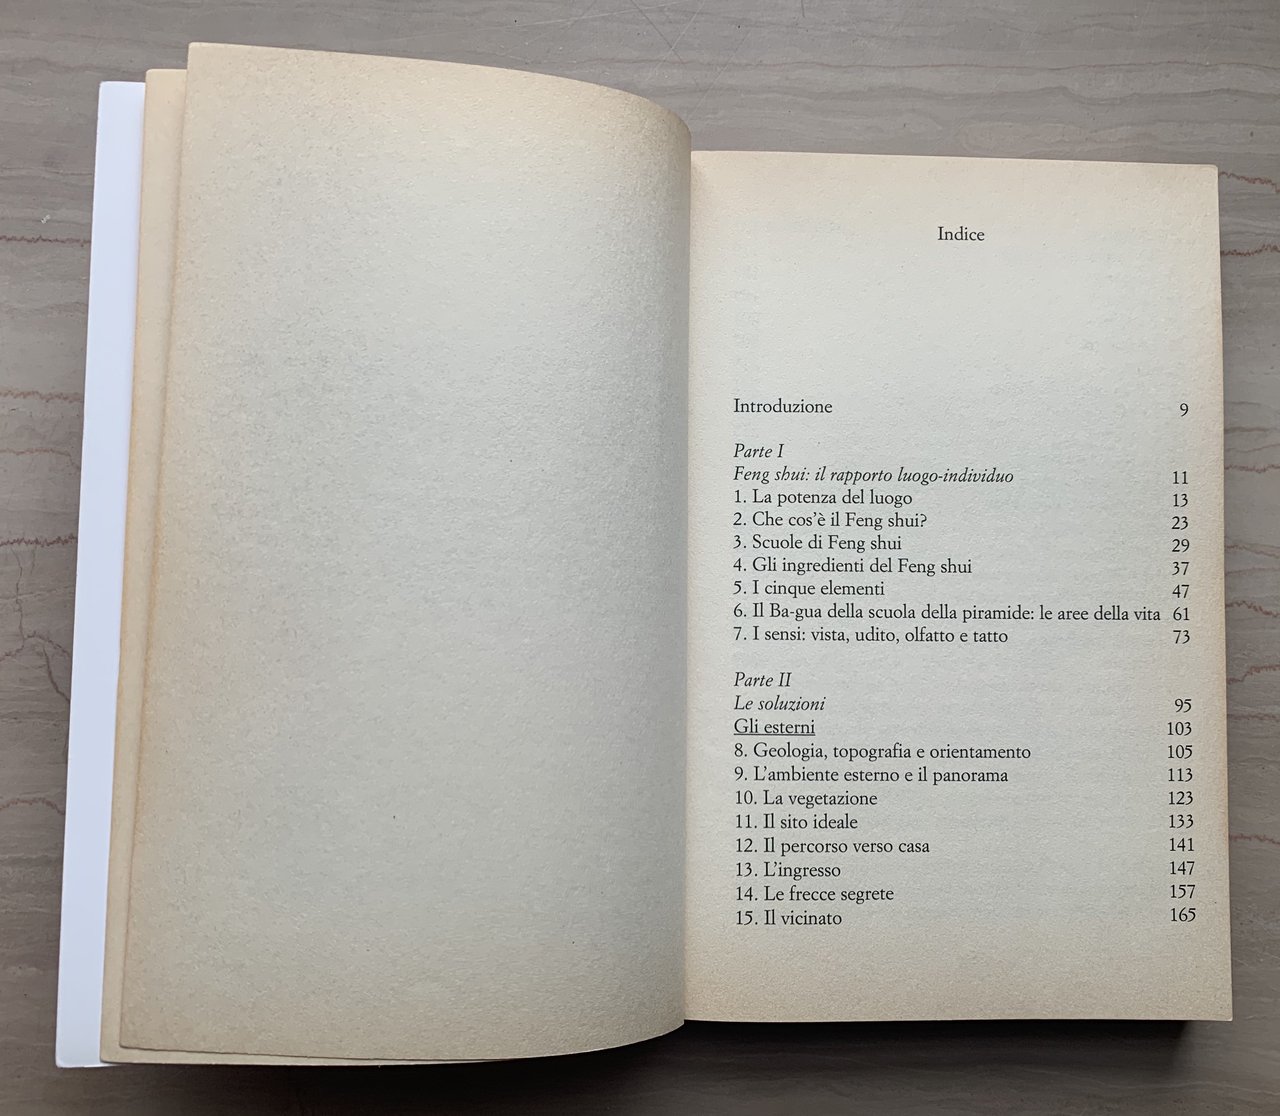 Indice
Introduzione 9
Parte I
Feng shui: il rapporto luogo-individuo 11
1. La potenza del luogo 13
2. Che cos'è il Feng shui? 23
3. Scuole di Feng shui 29
4. Gli ingredienti del Feng shui 37
5. I cinque elementi 47
6. Il Ba-gua della scuola della piramide: le aree della vita 61
7. I sensi: vista, udito, olfatto e tatto 73
Parte II
Le soluzioni 95
Gli esterni 103
8. Geologia, topografia e orientamento 105
9. L'ambiente esterno e il panorama 113
10. La vegetazione 123
11. Il sito ideale 133
12. Il percorso verso casa 141
13. L'ingresso 147
14. Le frecce segrete 157
15. Il vicinato 165